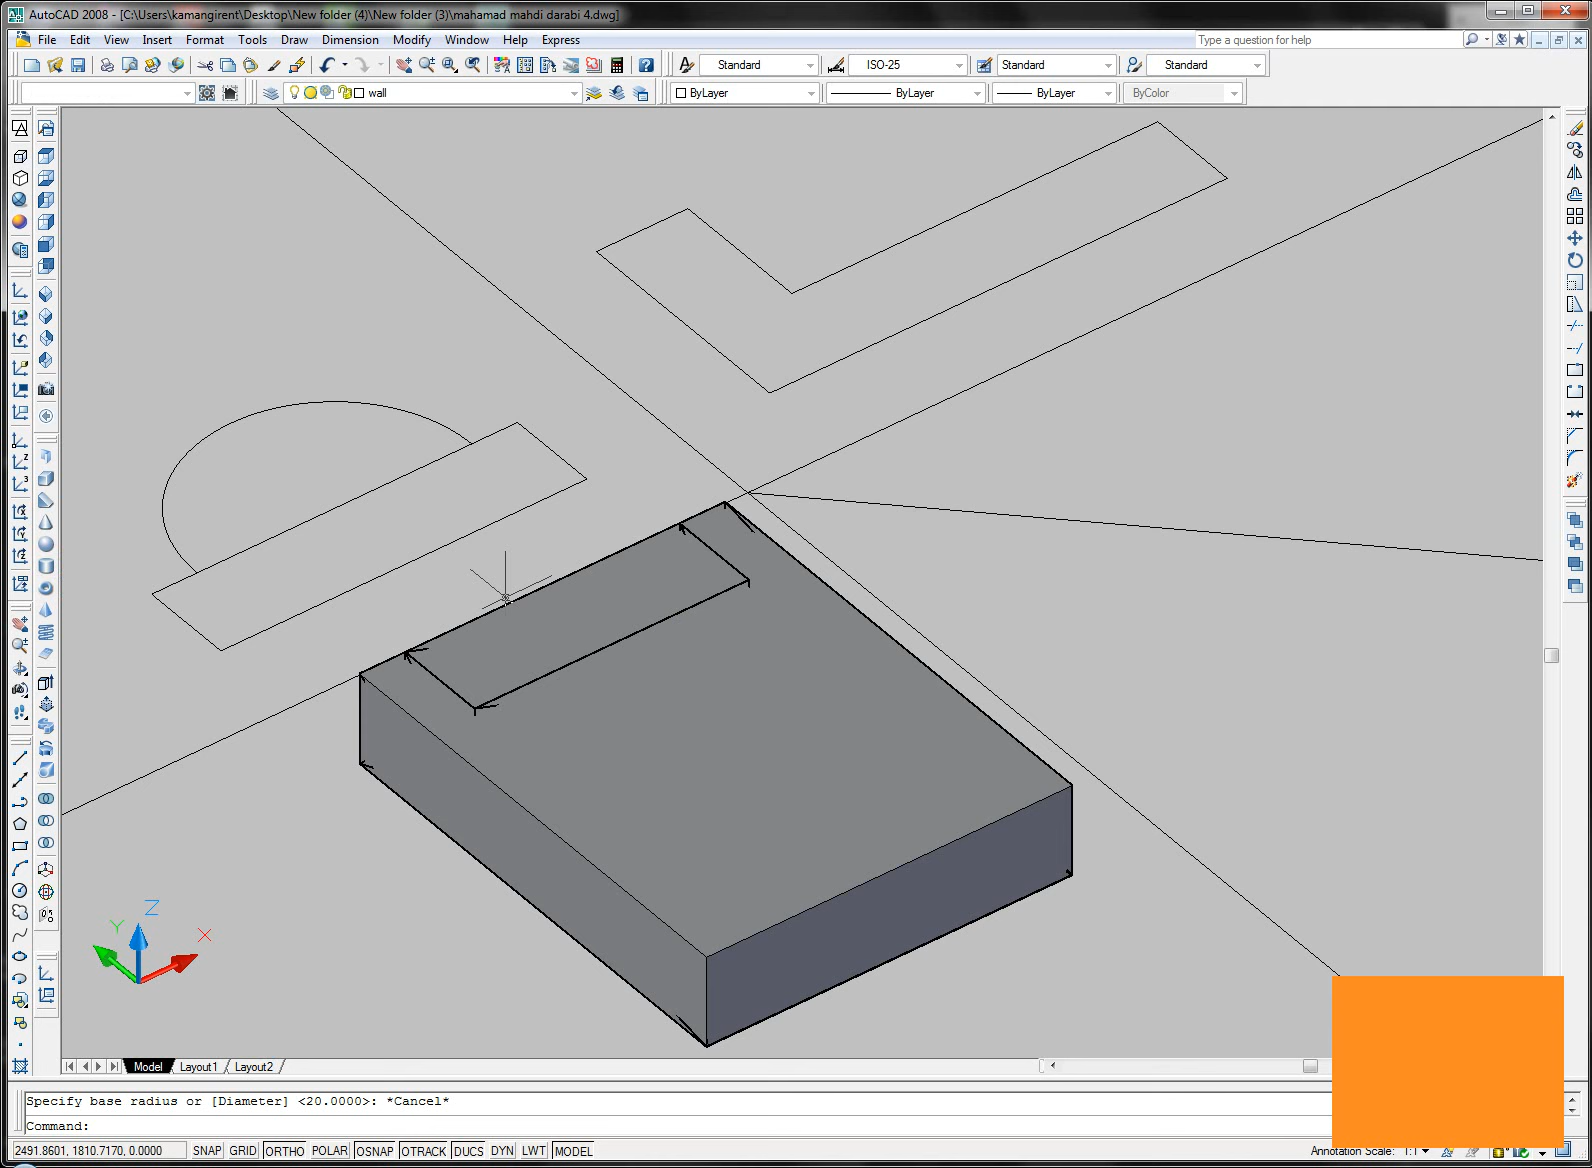 AutoCAD 2008 - [C:\Users\kamangirent\Desktop\New folder (4)\New folder (3)\mahamad mahdi darabi 4.dwg]
File Edit View Insert Format Tools Draw Dimension Modify Window Help Express
Type a question for help
Standard ISO-25 Standard Standard
wall ByLayer ByLayer ByLayer ByColor
Z
Y
X
Model Layout1 Layout2
Specify base radius or [Diameter] <20.0000>: *Cancel*
Command:
2491.8601, 1810.7170, 0.0000 SNAP GRID ORTHO POLAR OSNAP OTRACK DUCS DYN LWT MODEL Annotation Scale: 1:1